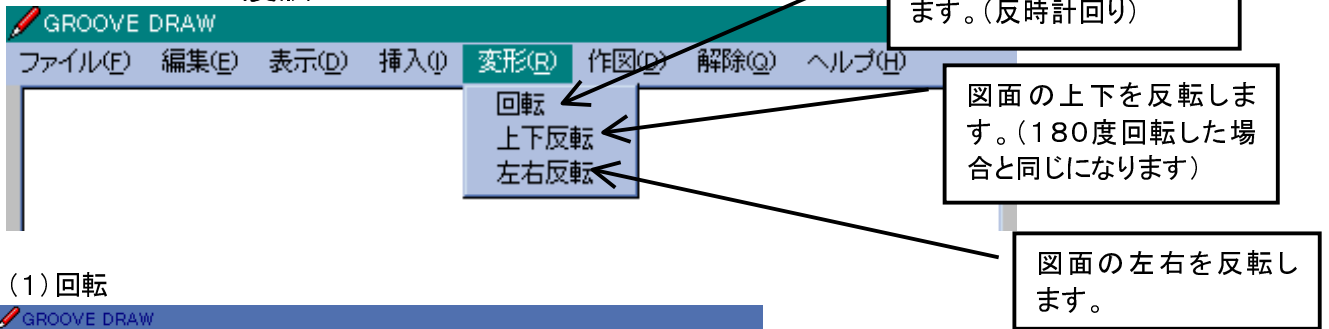 ます。(反時計回り)
GROOVE DRAW
ファイル(F) 編集(E) 表示(D) 挿入(I) 変形(R) 作図(D) 解除(Q) ヘルプ(H)
回転
上下反転
左右反転
図面の上下を反転しま
す。(180度回転した場
合と同じになります)
図面の左右を反転し
ます。
(1)回転
GROOVE DRAW